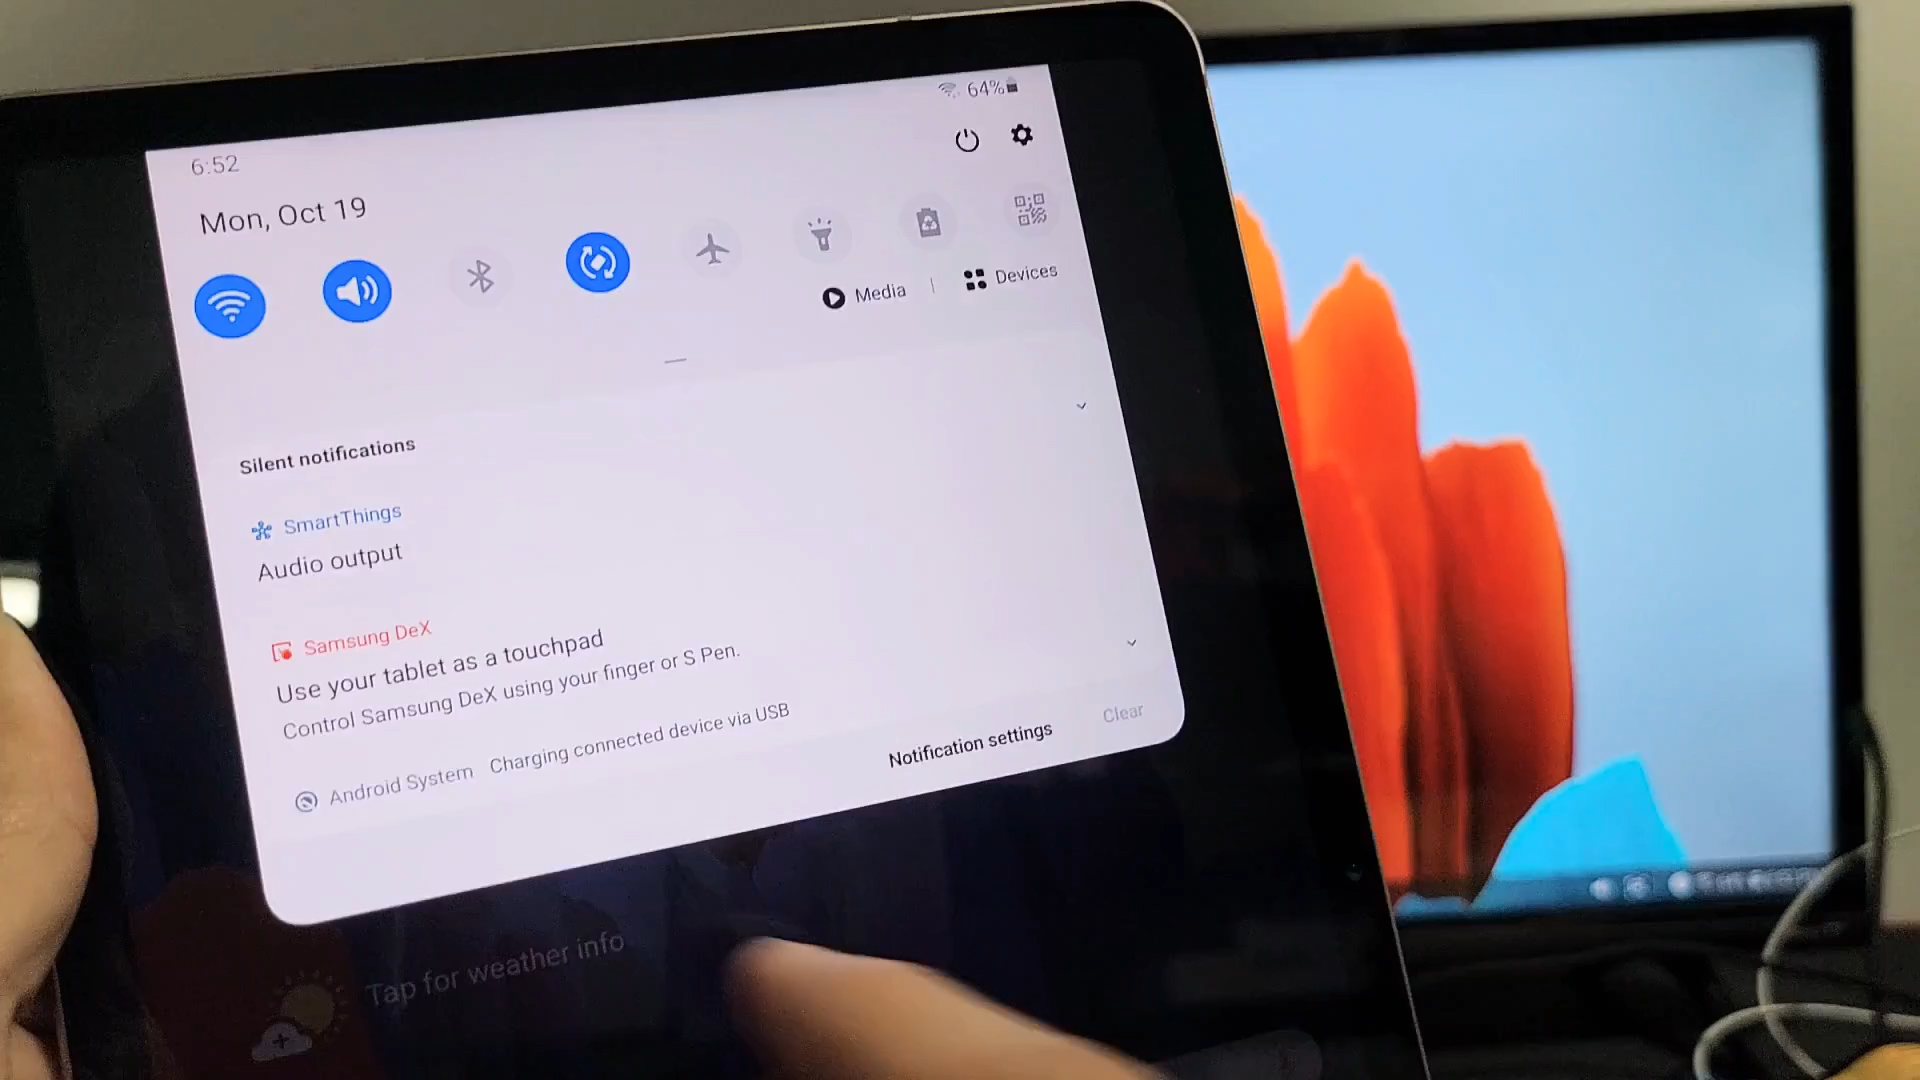 64%
6:52
Mon, Oct 19
Media
Devices
Silent notifications
SmartThings
Audio output
Samsung DeX
Use your tablet as a touchpad
Control Samsung DeX using your finger or S Pen.
Android System Charging connected device via USB
Notification settings
Clear
Tap for weather info